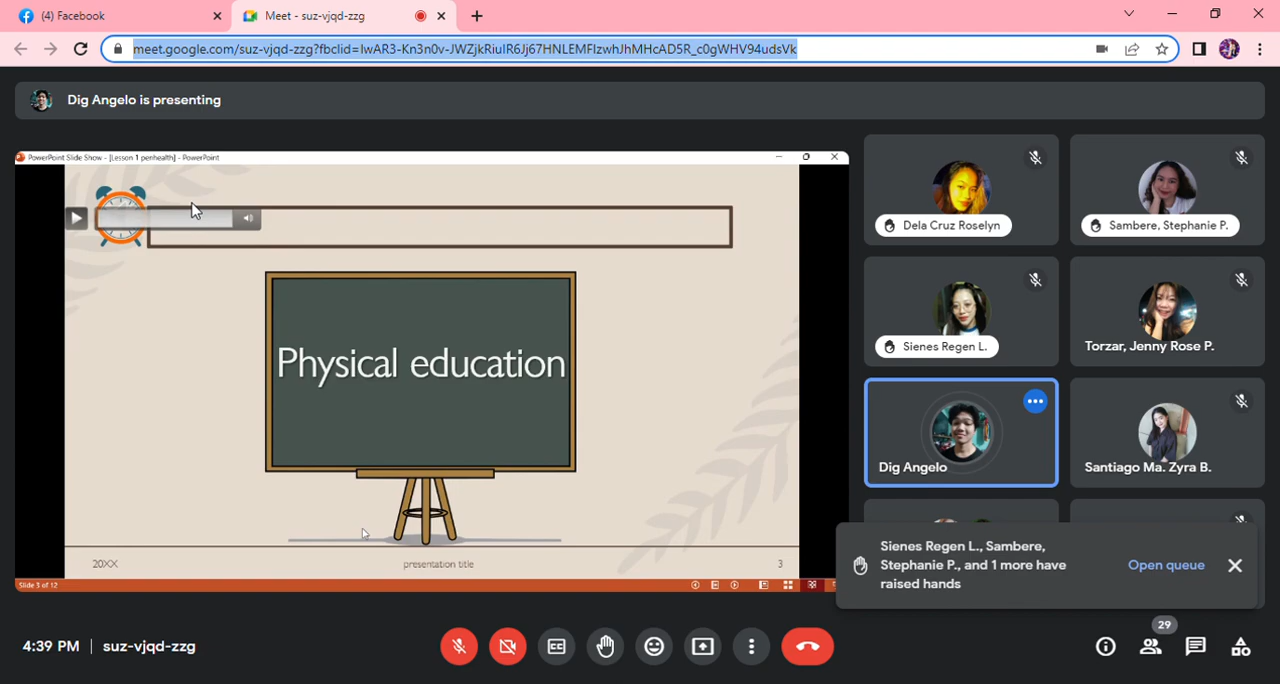 (4) Facebook
Meet - suz-vjqd-zzg
meet.google.com/suz-vjqd-zzg?fbclid=IwAR3-Kn3n0v-JWZjkRiuIR6Jj67HNLEMFIzwhJhMHcAD5R_c0gWHV94udsVk
Dig Angelo is presenting
PowerPoint Slide Show - [Lesson 1 penhealth] - PowerPoint
Physical education
20XX
presentation title
3
Slide 3 of 12
Dela Cruz Roselyn
Sambere, Stephanie P.
Sienes Regen L.
Torzar, Jenny Rose P.
Dig Angelo
Santiago Ma. Zyra B.
Sienes Regen L., Sambere,
Stephanie P., and 1 more have
raised hands
Open queue
4:39 PM | suz-vjqd-zzg
29